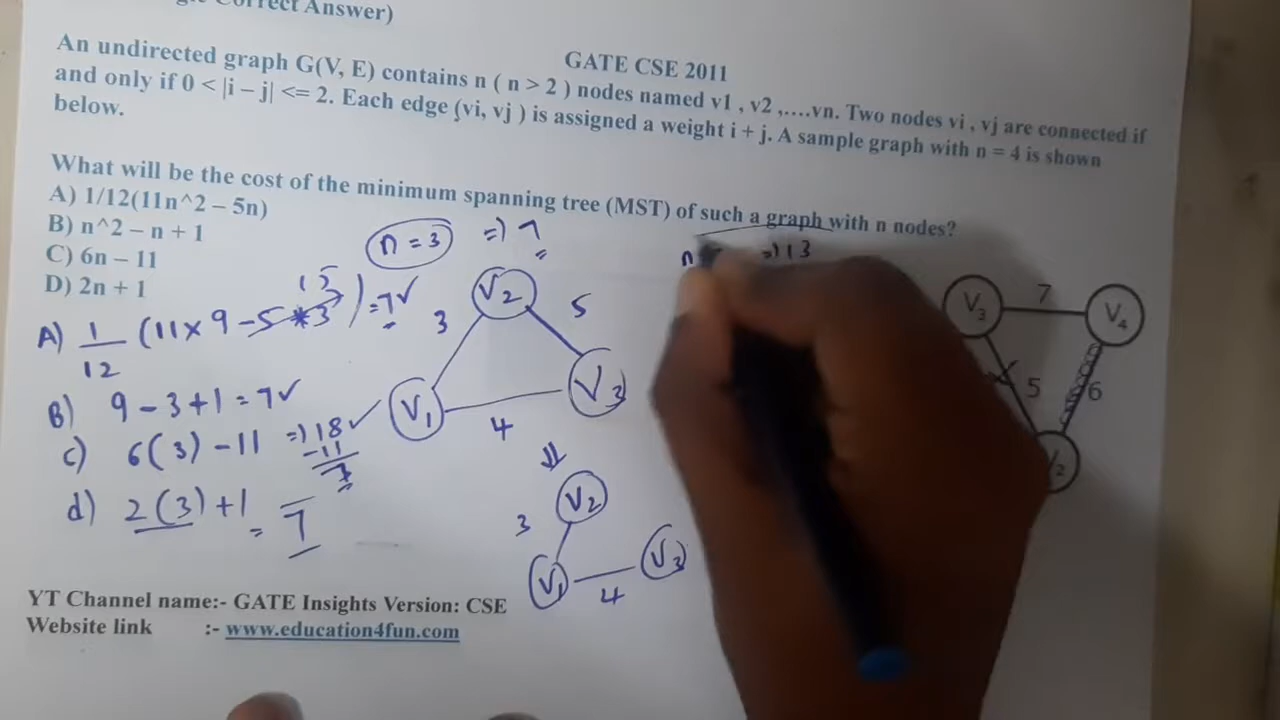 Correct Answer)
GATE CSE 2011
An undirected graph G(V, E) contains n ( n > 2 ) nodes named v1 , v2 ,....vn. Two nodes vi , vj are connected if
and only if 0 < |i – j| <= 2. Each edge (vi, vj ) is assigned a weight i + j. A sample graph with n = 4 is shown
below.
What will be the cost of the minimum spanning tree (MST) of such a graph with n nodes?
A) 1/12(11n^2 – 5n)
B) n^2 – n + 1
C) 6n – 11
D) 2n + 1
n = 3 => 7
n => 13
15
A) 1/12 (11 x 9 - 5 * 3) = 7 ✓
B) 9 - 3 + 1 = 7 ✓
c) 6(3) - 11 => 18 ✓
- 11
7
d) 2(3) + 1 = 7
V2
3 5
V1 V3
4
V2
3
V1 V3
4
V3 7 V4
5 6
V2
YT Channel name:- GATE Insights Version: CSE
Website link :- www.education4fun.com